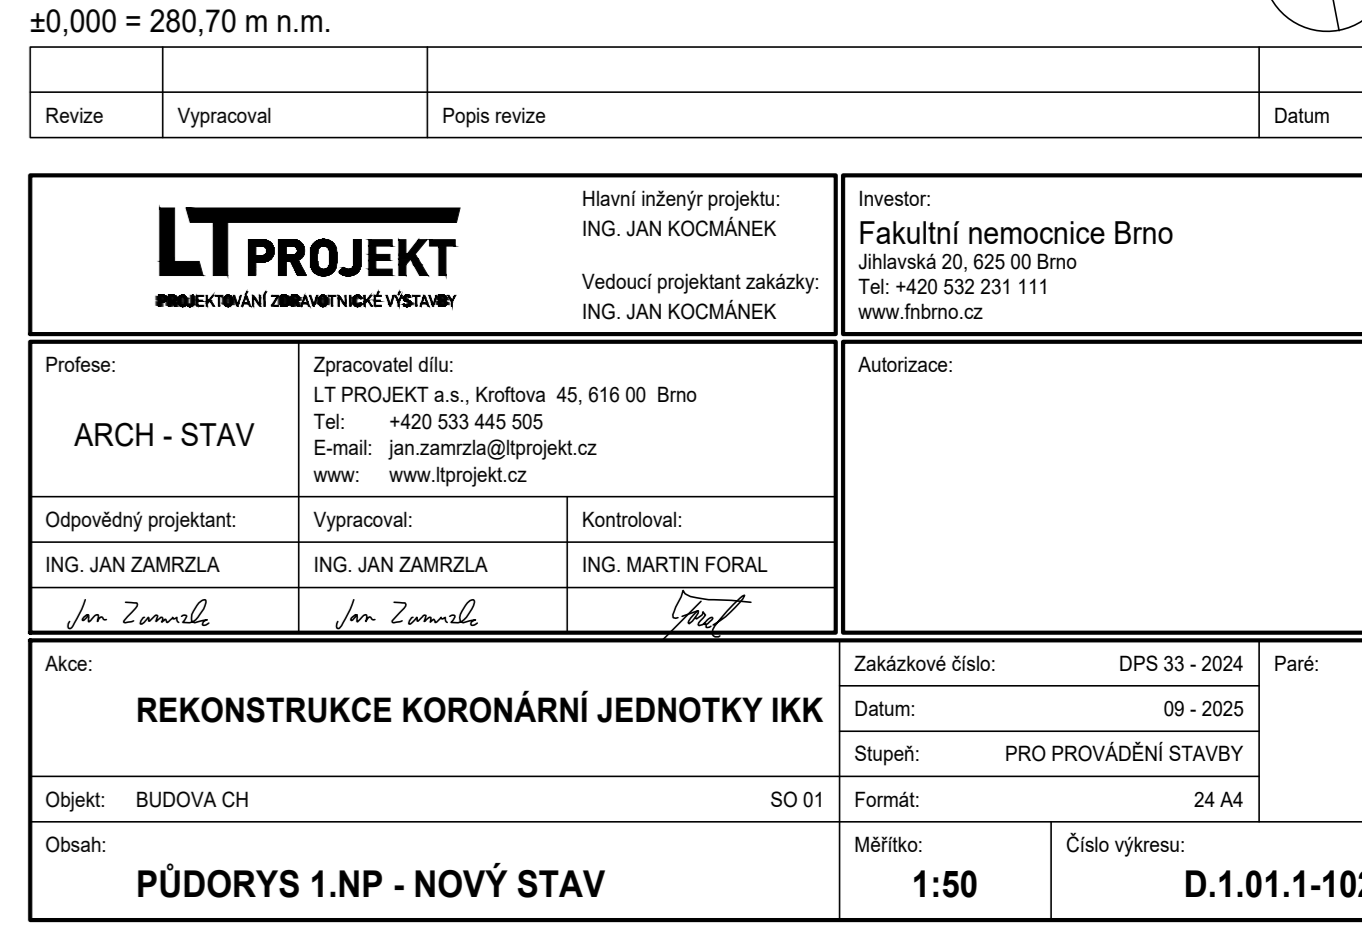 ±0,000 = 280,70 m n.m.
Revize Vypracoval Popis revize Datum
LT PROJEKT
PROJEKTOVÁNÍ ZDRAVOTNICKÉ VÝSTAVBY
Hlavní inženýr projektu:
ING. JAN KOCMÁNEK
Vedoucí projektant zakázky:
ING. JAN KOCMÁNEK
Investor:
Fakultní nemocnice Brno
Jihlavská 20, 625 00 Brno
Tel: +420 532 231 111
www.fnbrno.cz
Profese:
ARCH - STAV
Zpracovatel dílu:
LT PROJEKT a.s., Kroftova 45, 616 00 Brno
Tel: +420 533 445 505
E-mail: jan.zamrzla@ltprojekt.cz
www: www.ltprojekt.cz
Autorizace:
Odpovědný projektant: Vypracoval: Kontroloval:
ING. JAN ZAMRZLA ING. JAN ZAMRZLA ING. MARTIN FORAL
Jan Zamrzla Jan Zamrzla Foral
Akce:
REKONSTRUKCE KORONÁRNÍ JEDNOTKY IKK
Zakázkové číslo: DPS 33 - 2024
Paré:
Datum: 09 - 2025
Stupeň: PRO PROVÁDĚNÍ STAVBY
Objekt: BUDOVA CH SO 01
Formát: 24 A4
Obsah:
PŮDORYS 1.NP - NOVÝ STAV
Měřítko:
1:50
Číslo výkresu:
D.1.01.1-102